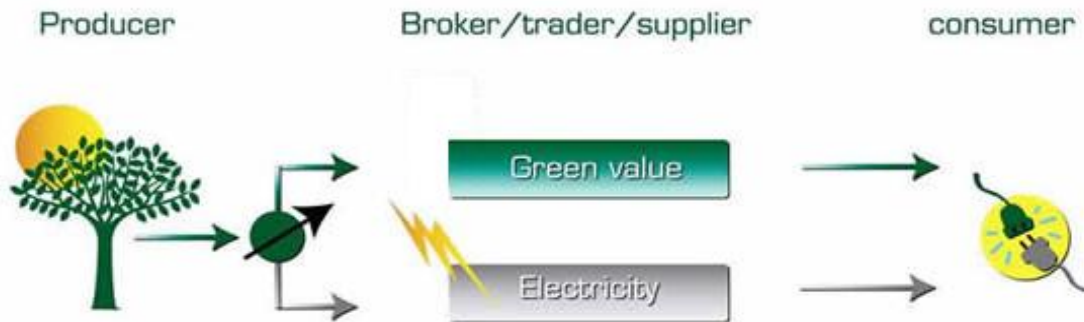 Producer
Broker/trader/supplier
consumer
Green value
Electricity